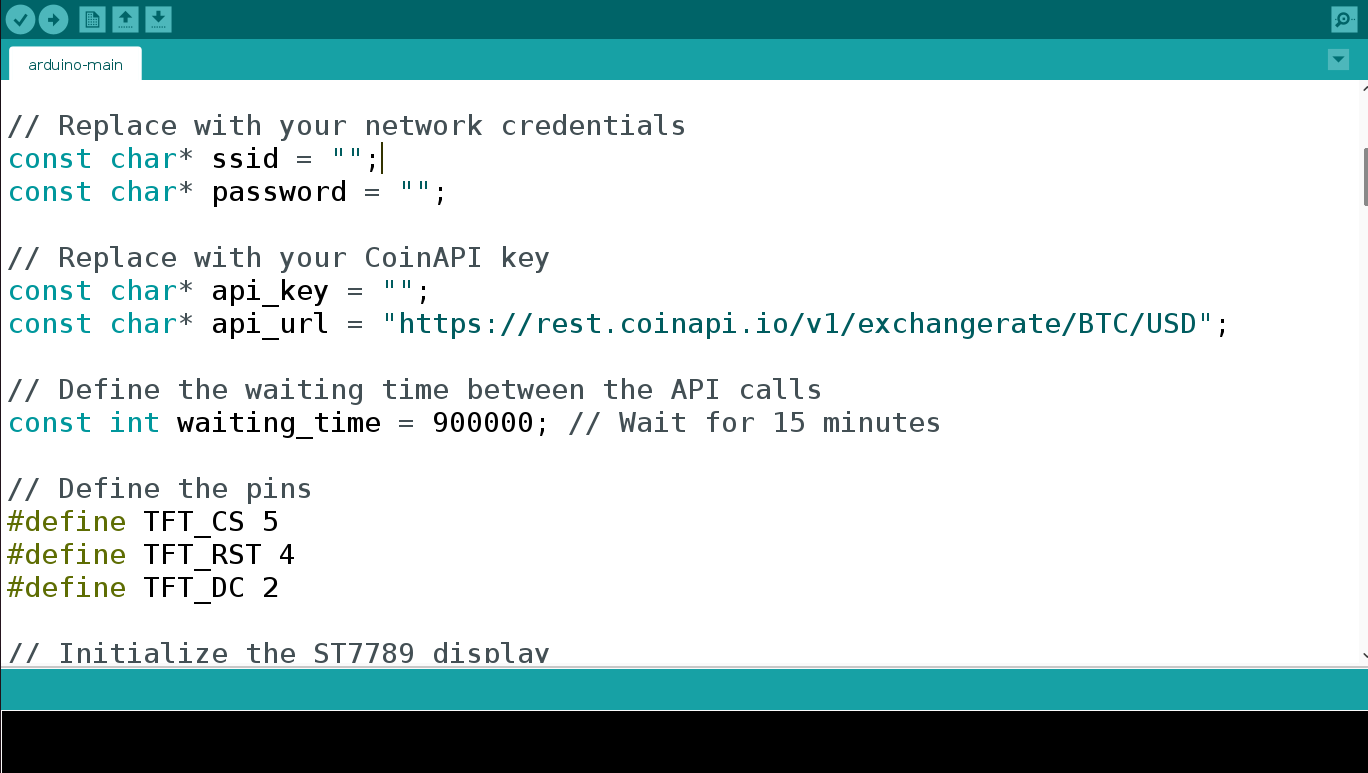 arduino-main
// Replace with your network credentials
const char* ssid = "";
const char* password = "";
// Replace with your CoinAPI key
const char* api_key = "";
const char* api_url = "https://rest.coinapi.io/v1/exchangerate/BTC/USD";
// Define the waiting time between the API calls
const int waiting_time = 900000; // Wait for 15 minutes
// Define the pins
#define TFT_CS 5
#define TFT_RST 4
#define TFT_DC 2
// Initialize the ST7789 display